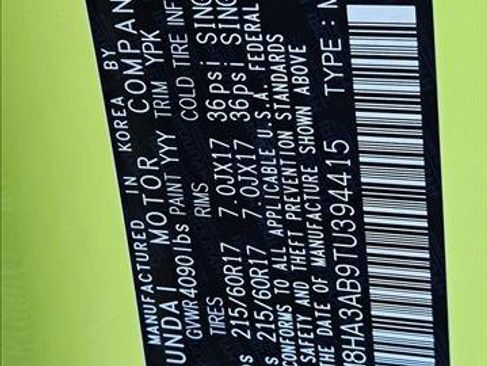 MANUFACTURED IN KOREA BY
UNDAI MOTOR COMPAN
GVWR 4090lbs PAINT YYY TRIM YPK
TIRES RIMS COLD TIRE INF
215/60R17 7.0JX17 36psi SING
215/60R17 7.0JX17 36psi SING
CONFORMS TO ALL APPLICABLE U.S.A. FEDERAL
SAFETY AND THEFT PREVENTION STANDARDS
THE DATE OF MANUFACTURE SHOWN ABOVE
8HA3AB9TU394415 TYPE :